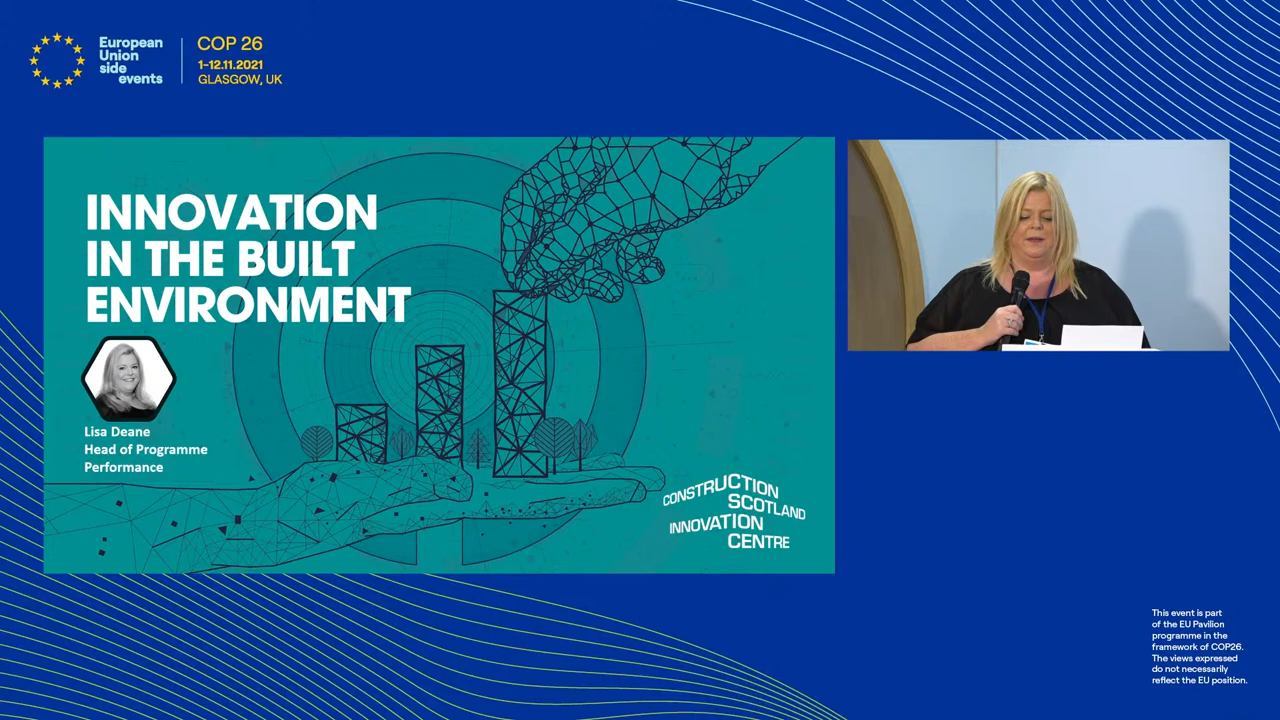 European
Union
side
events
COP 26
1-12.11.2021
GLASGOW, UK
INNOVATION
IN THE BUILT
ENVIRONMENT
Lisa Deane
Head of Programme
Performance
CONSTRUCTION
SCOTLAND
INNOVATION
CENTRE
This event is part
of the EU Pavilion
programme in the
framework of COP26.
The views expressed
do not necessarily
reflect the EU position.